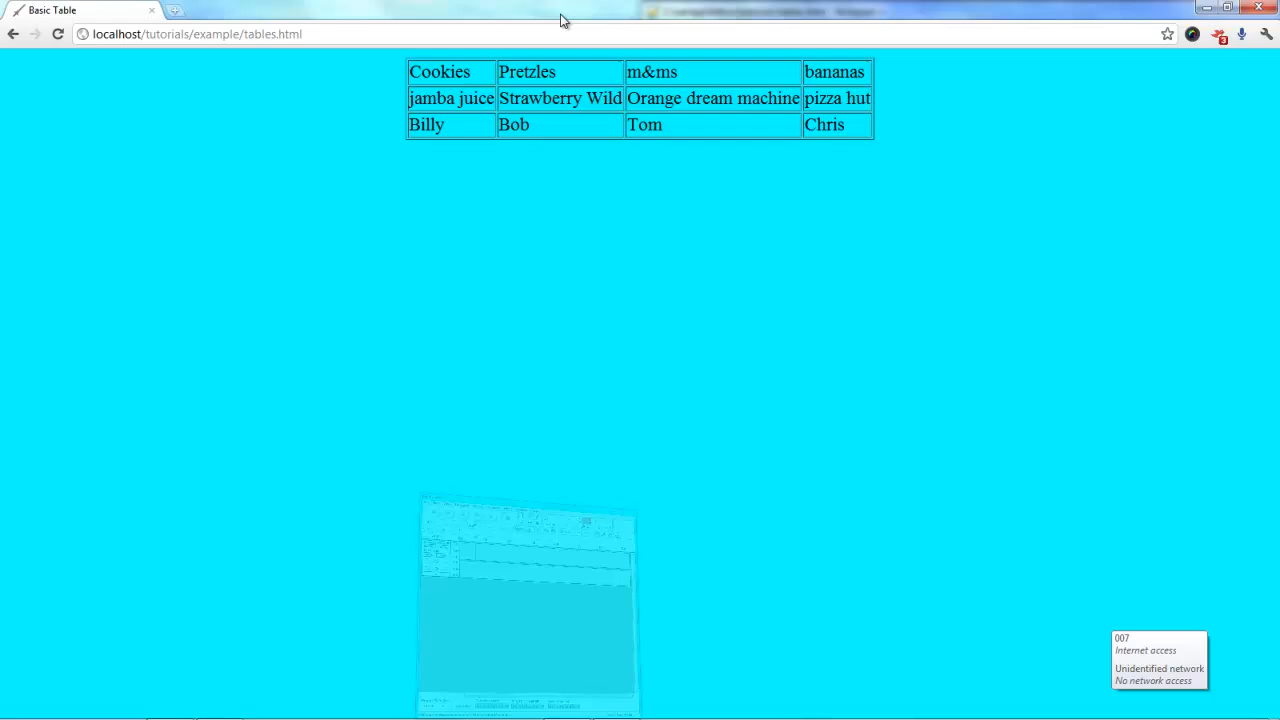 Basic Table
localhost/tutorials/example/tables.html
3
Cookies Pretzles m&ms bananas
jamba juice Strawberry Wild Orange dream machine pizza hut
Billy Bob Tom Chris
007
Internet access
Unidentified network
No network access